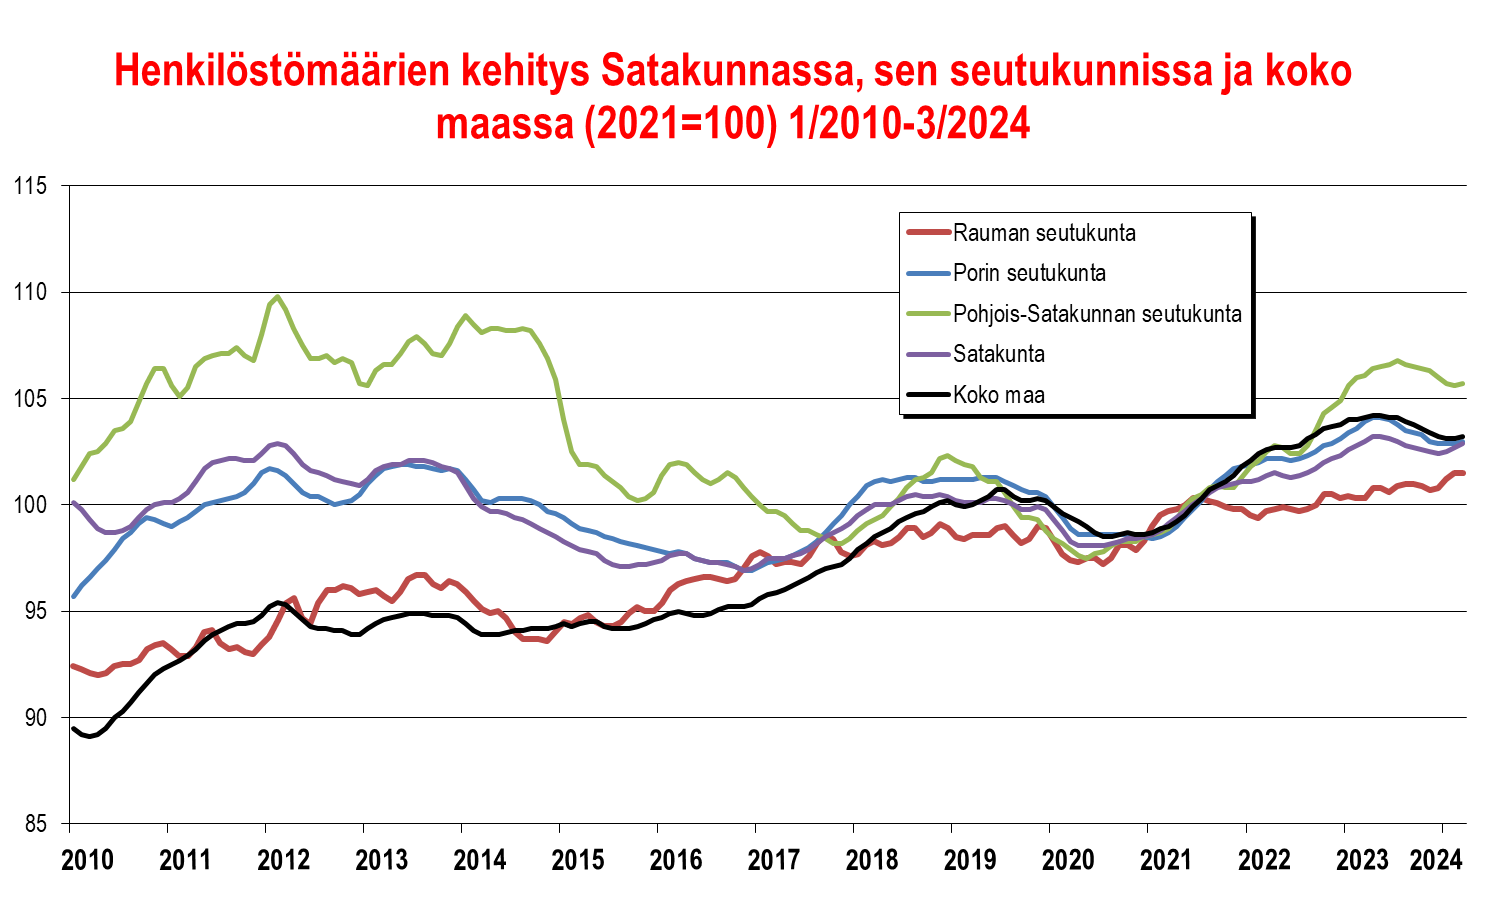 Henkilöstömäärien kehitys Satakunnassa, sen seutukunnissa ja koko
maassa (2021=100) 1/2010-3/2024
115
110
105
100
95
90
85
Rauman seutukunta
Porin seutukunta
Pohjois-Satakunnan seutukunta
Satakunta
Koko maa
2010 2011 2012 2013 2014 2015 2016 2017 2018 2019 2020 2021 2022 2023 2024